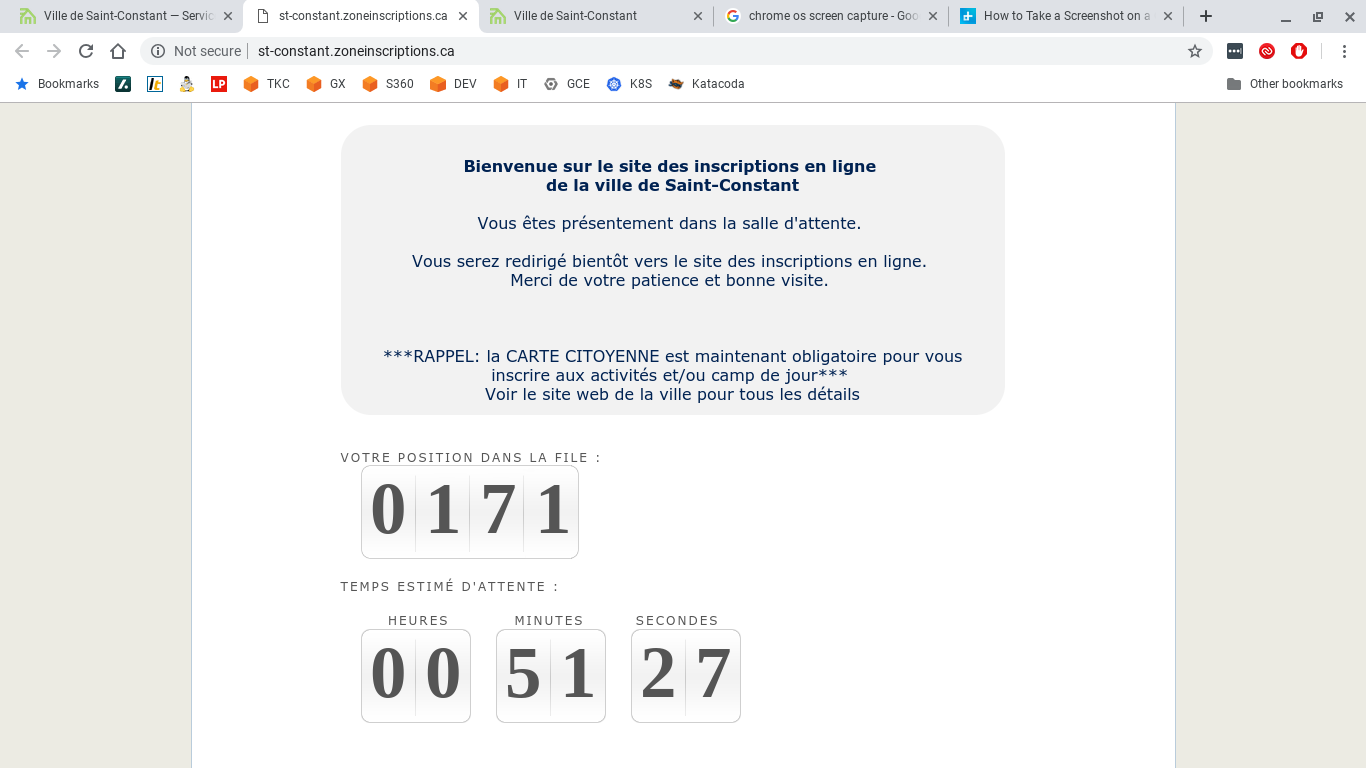 Ville de Saint-Constant — Servic
st-constant.zoneinscriptions.ca
Ville de Saint-Constant
chrome os screen capture - Goo
How to Take a Screenshot on a
Not secure
st-constant.zoneinscriptions.ca
Bookmarks
LP
TKC
GX
S360
DEV
IT
GCE
K8S
Katacoda
Other bookmarks
Bienvenue sur le site des inscriptions en ligne
de la ville de Saint-Constant
Vous êtes présentement dans la salle d'attente.
Vous serez redirigé bientôt vers le site des inscriptions en ligne.
Merci de votre patience et bonne visite.
***RAPPEL: la CARTE CITOYENNE est maintenant obligatoire pour vous
inscrire aux activités et/ou camp de jour***
Voir le site web de la ville pour tous les détails
VOTRE POSITION DANS LA FILE :
0171
TEMPS ESTIMÉ D'ATTENTE :
HEURES MINUTES SECONDES
00 51 27